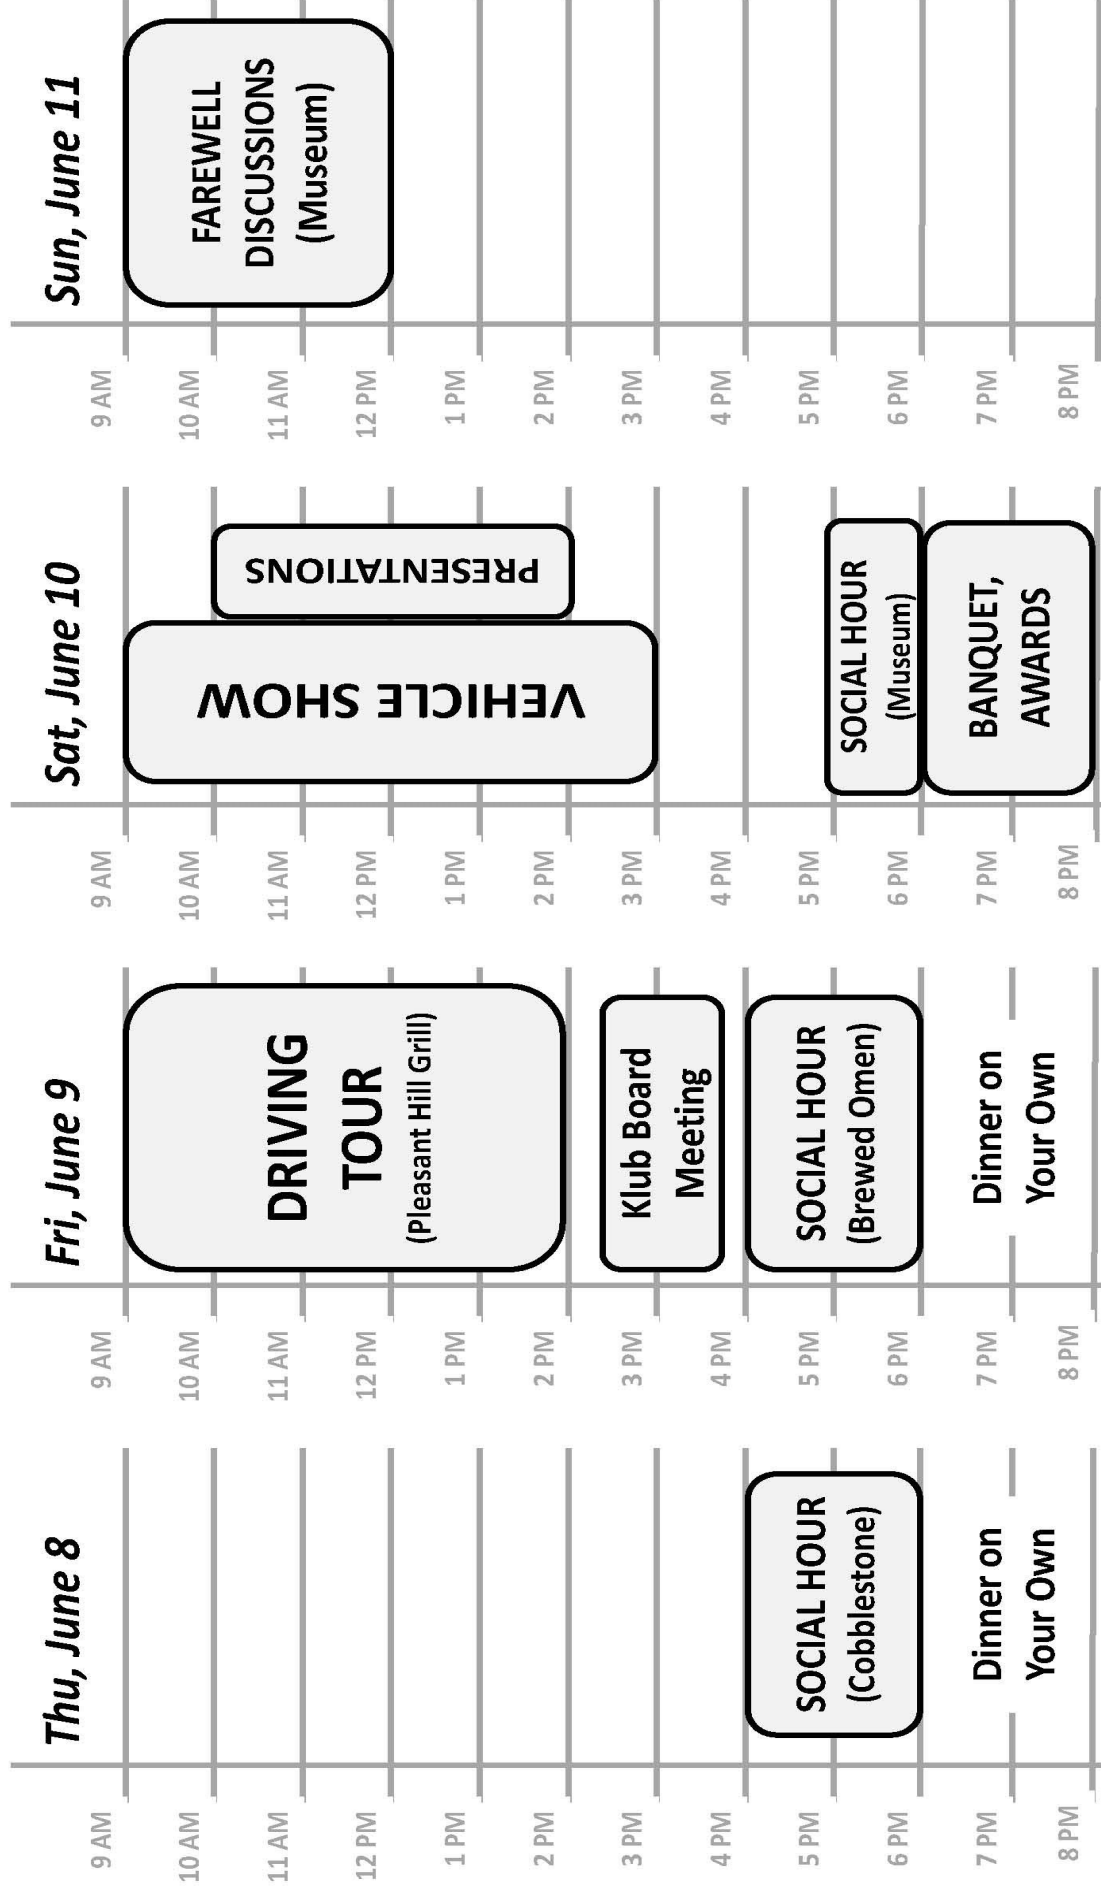 Thu, June 8
9 AM
10 AM
11 AM
12 PM
1 PM
2 PM
3 PM
4 PM
5 PM
6 PM
7 PM
8 PM
SOCIAL HOUR
(Cobblestone)
Dinner on
Your Own
Fri, June 9
9 AM
10 AM
11 AM
12 PM
1 PM
2 PM
3 PM
4 PM
5 PM
6 PM
7 PM
8 PM
DRIVING
TOUR
(Pleasant Hill Grill)
Klub Board
Meeting
SOCIAL HOUR
(Brewed Omen)
Dinner on
Your Own
Sat, June 10
9 AM
10 AM
11 AM
12 PM
1 PM
2 PM
3 PM
4 PM
5 PM
6 PM
7 PM
8 PM
VEHICLE SHOW
PRESENTATIONS
SOCIAL HOUR
(Museum)
BANQUET,
AWARDS
Sun, June 11
9 AM
10 AM
11 AM
12 PM
1 PM
2 PM
3 PM
4 PM
5 PM
6 PM
7 PM
8 PM
FAREWELL
DISCUSSIONS
(Museum)